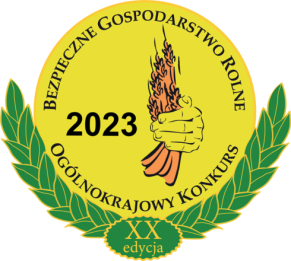 BEZPIECZNE GOSPODARSTWO ROLNE
2023
OGÓLNOKRAJOWY KONKURS
XX
edycja